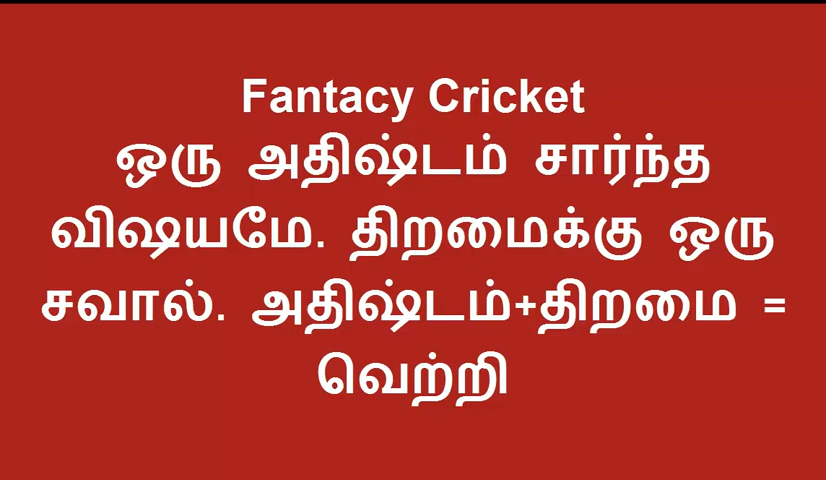 Fantacy Cricket
ஒரு அதிஷ்டம் சார்ந்த
விஷயமே. திறமைக்கு ஒரு
சவால். அதிஷ்டம்+திறமை =
வெற்றி